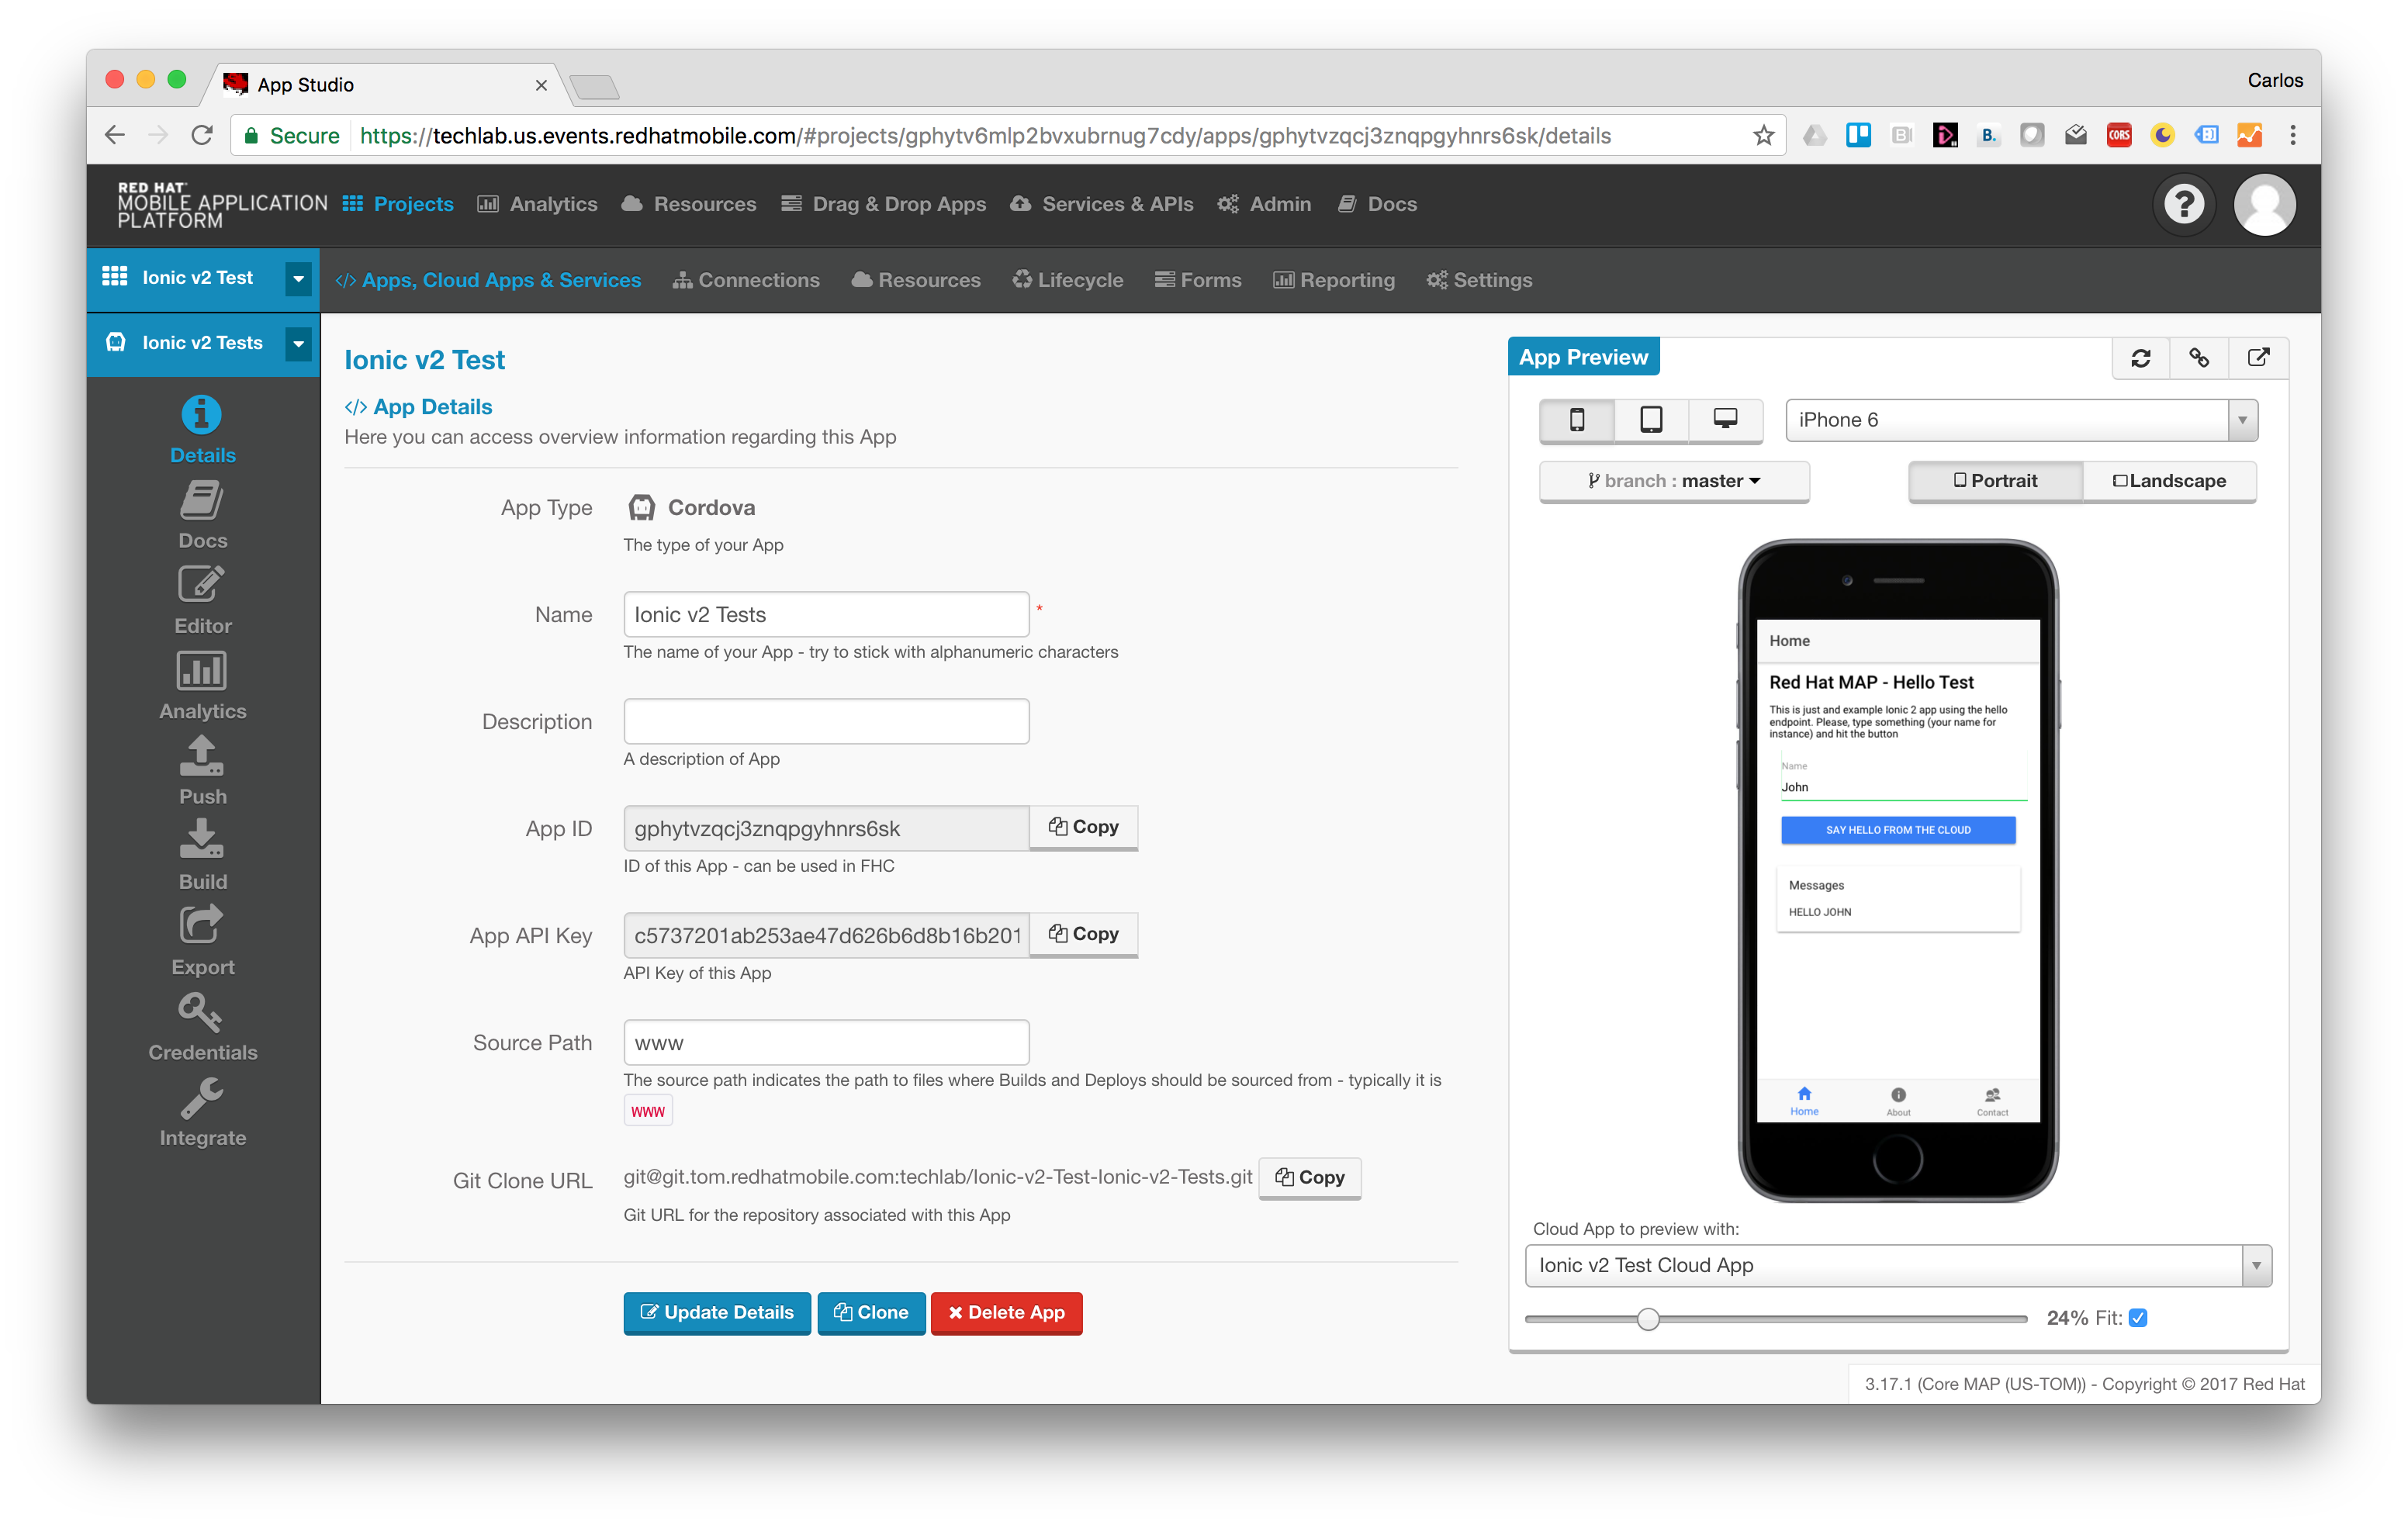 App Studio
Carlos
Secure https://techlab.us.events.redhatmobile.com/#projects/gphytv6mlp2bvxubrnug7cdy/apps/gphytvzqcj3znqpgyhnrs6sk/details
CORS
B.
RED HAT
MOBILE APPLICATION
PLATFORM
Projects Analytics Resources Drag & Drop Apps Services & APIs Admin Docs
Ionic v2 Test
Apps, Cloud Apps & Services Connections Resources Lifecycle Forms Reporting Settings
Ionic v2 Tests
Details
Docs
Editor
Analytics
Push
Build
Export
Credentials
Integrate
Ionic v2 Test
</> App Details
Here you can access overview information regarding this App
App Type Cordova
The type of your App
Name Ionic v2 Tests *
The name of your App - try to stick with alphanumeric characters
Description
A description of App
App ID gphytvzqcj3znqpgyhnrs6sk Copy
ID of this App - can be used in FHC
App API Key c5737201ab253ae47d626b6d8b16b201 Copy
API Key of this App
Source Path www
The source path indicates the path to files where Builds and Deploys should be sourced from - typically it is
www
Git Clone URL git@git.tom.redhatmobile.com:techlab/Ionic-v2-Test-Ionic-v2-Tests.git Copy
Git URL for the repository associated with this App
Update Details Clone Delete App
App Preview
iPhone 6
branch : master Portrait Landscape
Home
Red Hat MAP - Hello Test
This is just and example Ionic 2 app using the hello
endpoint. Please, type something (your name for
instance) and hit the button
Name
John
SAY HELLO FROM THE CLOUD
Messages
HELLO JOHN
Home About Contact
Cloud App to preview with:
Ionic v2 Test Cloud App
24% Fit:
3.17.1 (Core MAP (US-TOM)) - Copyright © 2017 Red Hat